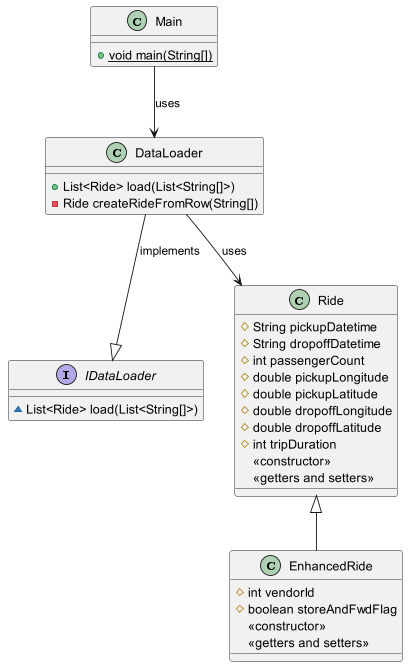 C Main
void main(String[])
uses
C DataLoader
List<Ride> load(List<String[]>)
Ride createRideFromRow(String[])
implements
uses
C Ride
String pickupDatetime
String dropoffDatetime
int passengerCount
double pickupLongitude
double pickupLatitude
double dropoffLongitude
double dropoffLatitude
int tripDuration
«constructor»
«getters and setters»
I IDataLoader
List<Ride> load(List<String[]>)
C EnhancedRide
int vendorId
boolean storeAndFwdFlag
«constructor»
«getters and setters»